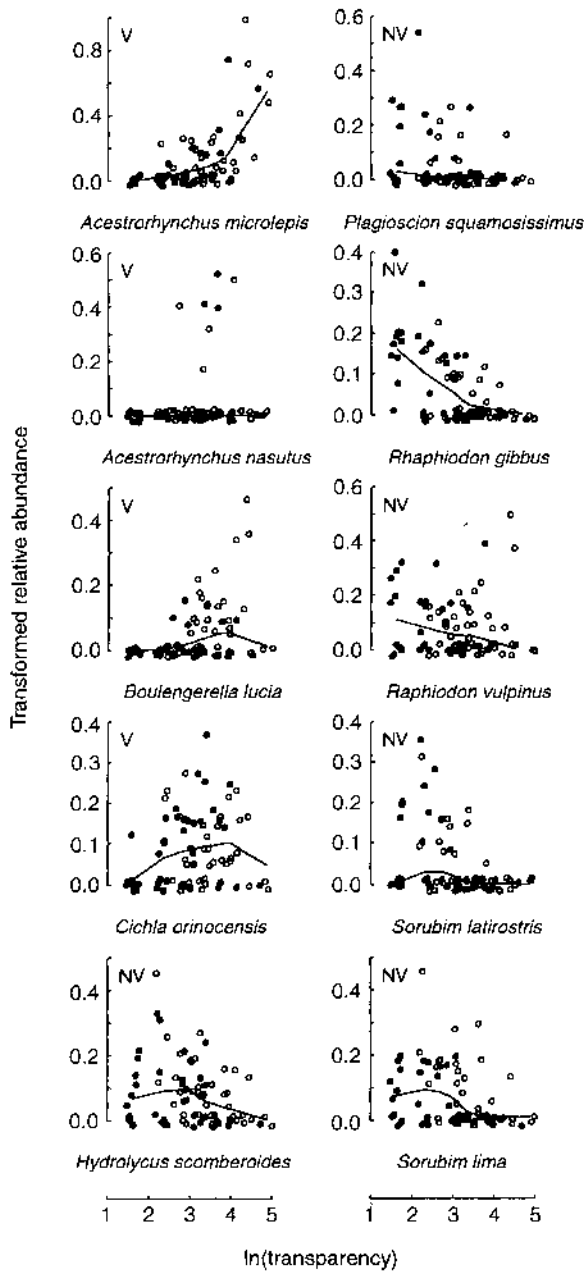 Transformed relative abundance
V
0.8
0.4
0.0
Acestrorhynchus microlepis
NV
0.6
0.4
0.2
0.0
Plagioscion squamosissimus
V
0.6
0.4
0.2
0.0
Acestrorhynchus nasutus
NV
0.4
0.3
0.2
0.1
0.0
Rhaphiodon gibbus
V
0.4
0.2
0.0
Boulengerella lucia
NV
0.6
0.4
0.2
0.0
Raphiodon vulpinus
V
0.4
0.3
0.2
0.1
0.0
Cichla orinocensis
NV
0.4
0.3
0.2
0.1
0.0
Sorubim latirostris
NV
0.4
0.2
0.0
Hydrolycus scomberoides
NV
0.4
0.2
0.0
Sorubim lima
1 2 3 4 5
1 2 3 4 5
ln(transparency)